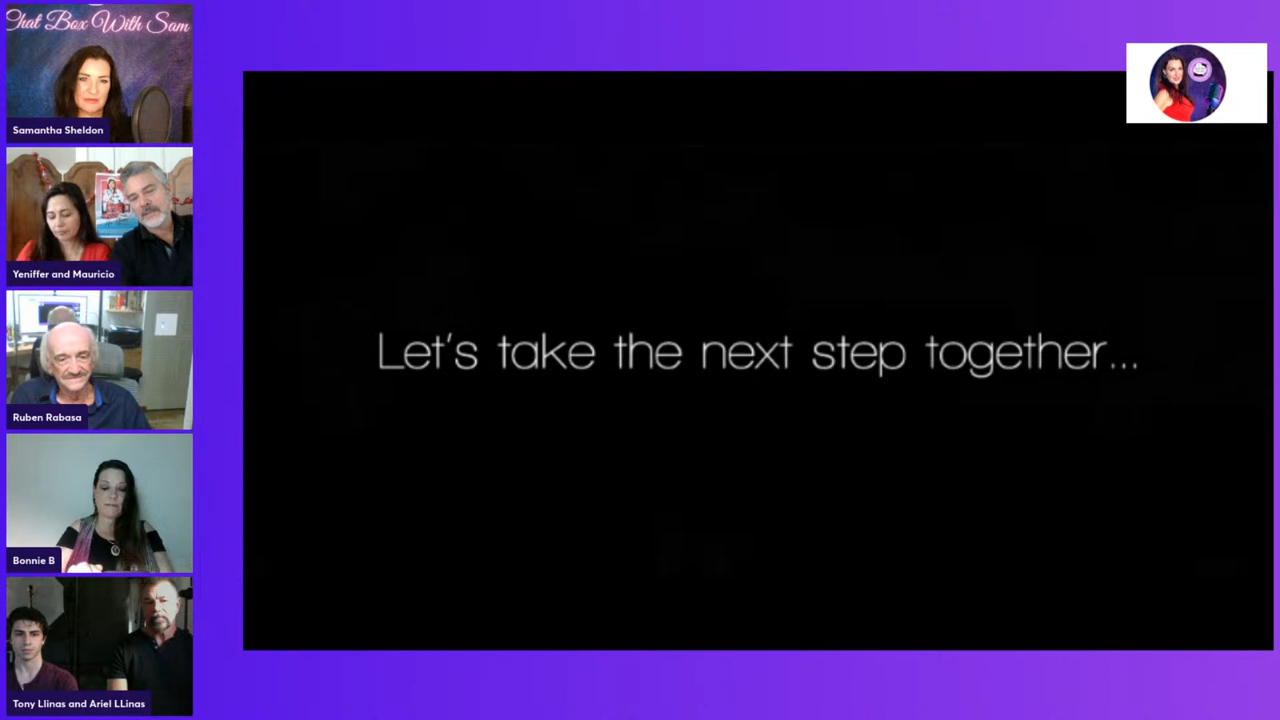 Chat Box With Sam
Samantha Sheldon
Yeniffer and Mauricio
Ruben Rabasa
Bonnie B
Tony Llinas and Ariel LLinas
Let's take the next step together...